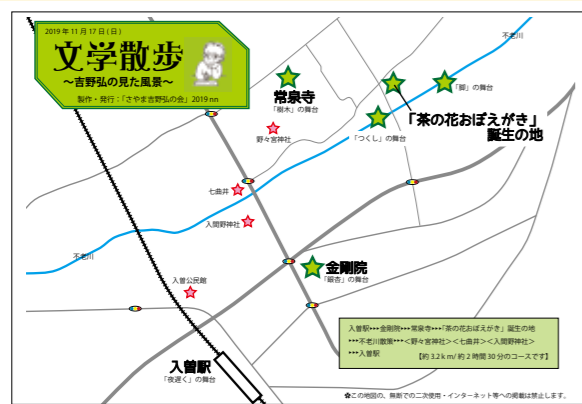 2019年11月17日(日)
文学散歩
～吉野弘の見た風景～
製作・発行：「さやま吉野弘の会」2019 nn
不老川
常泉寺
「樹木」の舞台
野々宮神社
「脚」の舞台
「茶の花おぼえがき」
誕生の地
「つくし」の舞台
七曲井
入間野神社
不老川
入曽公民館
金剛院
「銀杏」の舞台
入曽駅
「夜遅く」の舞台
入曽駅･･･金剛院･･･常泉寺･･･「茶の花おぼえがき」誕生の地
･･･不老川散策･･･<野々宮神社><七曲井><入間野神社>
･･･入曽駅 【約3.2ｋｍ/約2時間30分のコースです】
✿この地図の、無断での二次使用・インターネット等への掲載は禁止します。